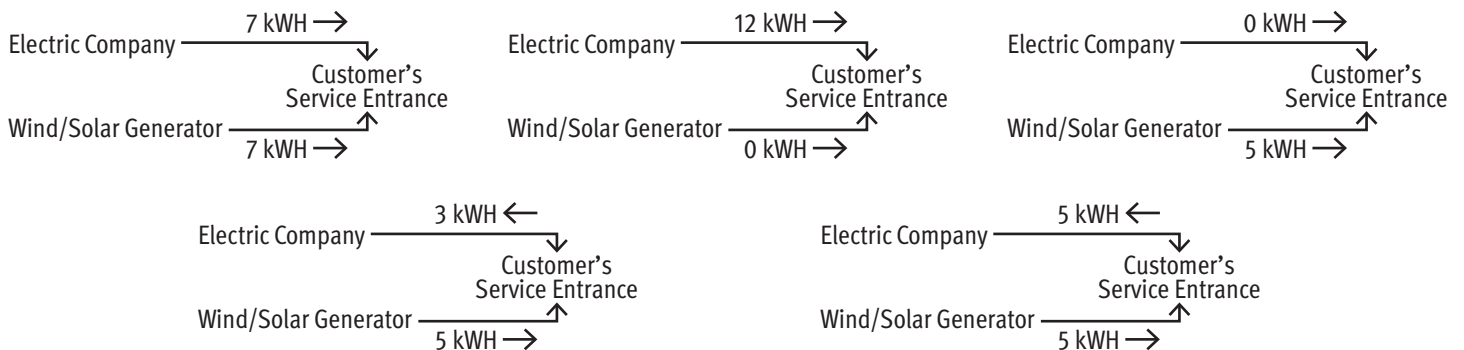 7 kWH
Electric Company
Customer's
Service Entrance
Wind/Solar Generator
7 kWH
12 kWH
Electric Company
Customer's
Service Entrance
Wind/Solar Generator
0 kWH
0 kWH
Electric Company
Customer's
Service Entrance
Wind/Solar Generator
5 kWH
3 kWH
Electric Company
Customer's
Service Entrance
Wind/Solar Generator
5 kWH
5 kWH
Electric Company
Customer's
Service Entrance
Wind/Solar Generator
5 kWH